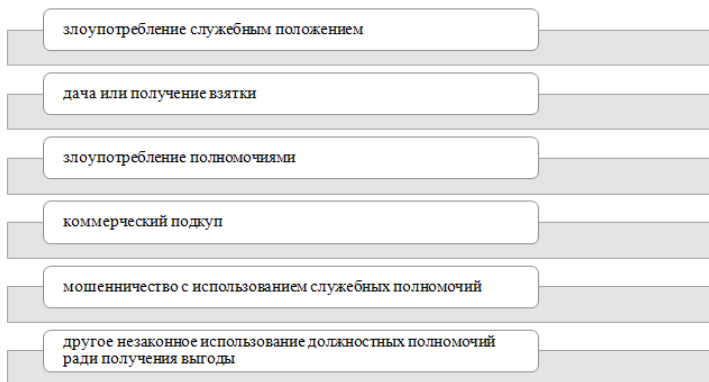 злоупотребление служебным положением
дача или получение взятки
злоупотребление полномочиями
коммерческий подкуп
мошенничество с использованием служебных полномочий
другое незаконное использование должностных полномочий
ради получения выгоды